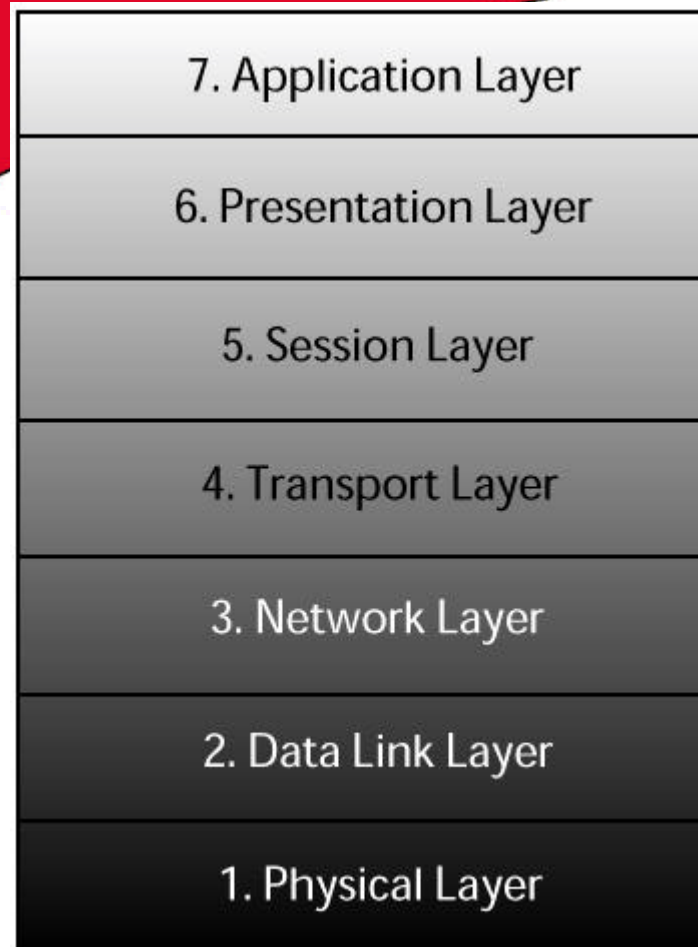 7. Application Layer
6. Presentation Layer
5. Session Layer
4. Transport Layer
3. Network Layer
2. Data Link Layer
1. Physical Layer